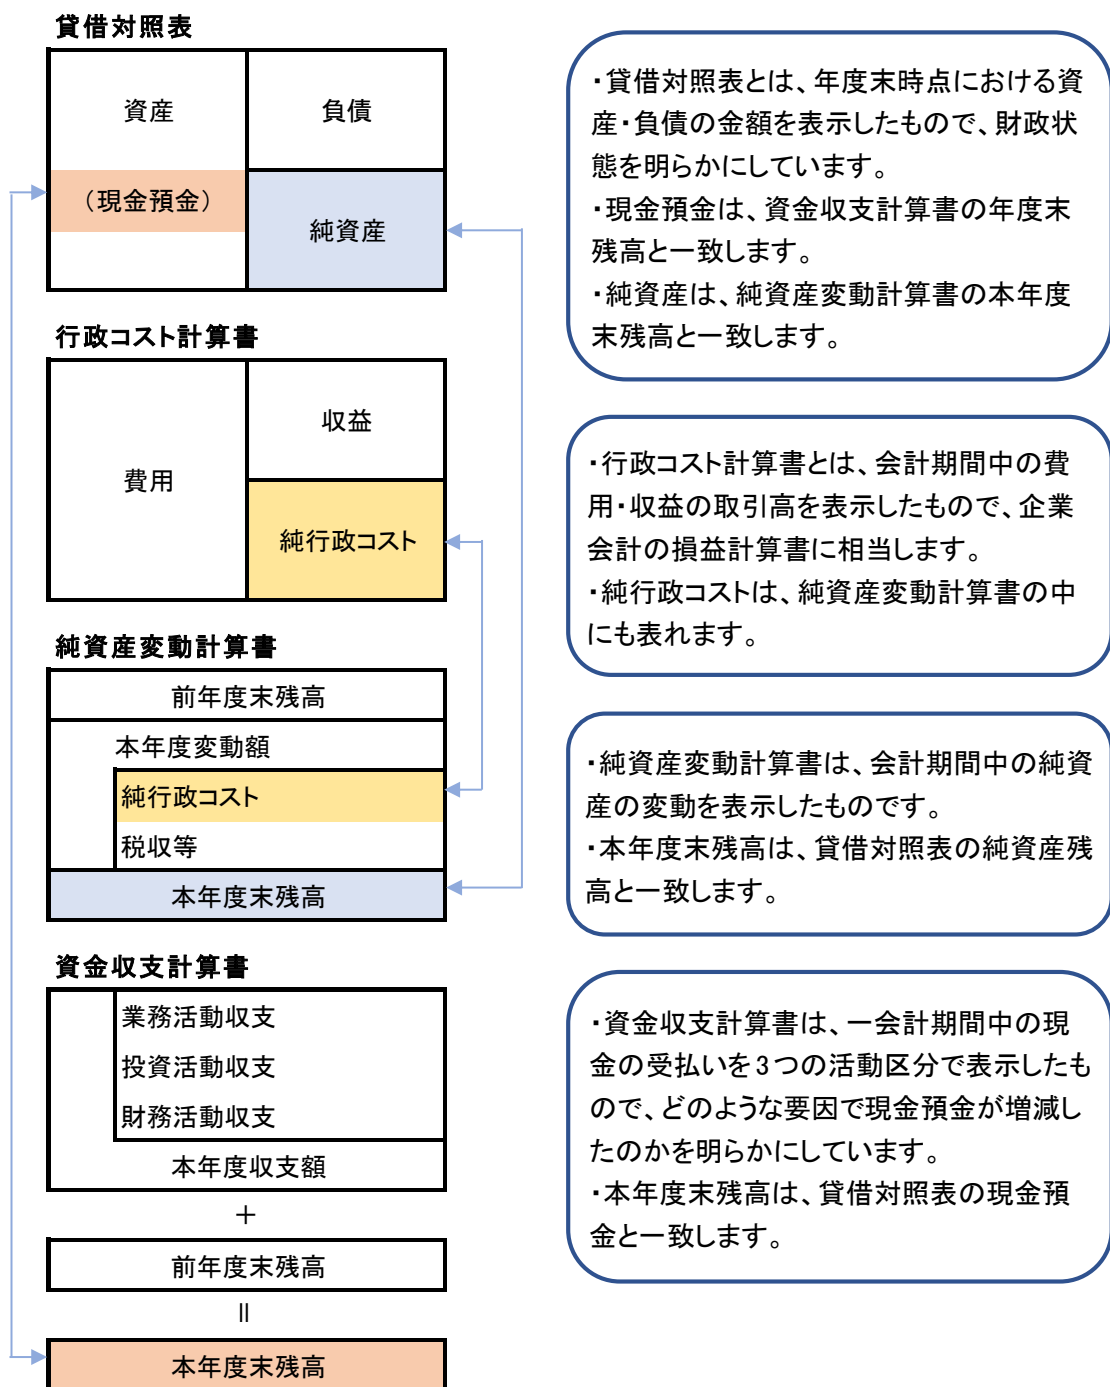 貸借対照表
資産
負債
（現金預金）
純資産
・貸借対照表とは、年度末時点における資
産・負債の金額を表示したもので、財政状
態を明らかにしています。
・現金預金は、資金収支計算書の年度末
残高と一致します。
・純資産は、純資産変動計算書の本年度
末残高と一致します。
行政コスト計算書
費用
収益
純行政コスト
・行政コスト計算書とは、会計期間中の費
用・収益の取引高を表示したもので、企業
会計の損益計算書に相当します。
・純行政コストは、純資産変動計算書の中
にも表れます。
純資産変動計算書
前年度末残高
本年度変動額
純行政コスト
税収等
本年度末残高
・純資産変動計算書は、会計期間中の純資
産の変動を表示したものです。
・本年度末残高は、貸借対照表の純資産残
高と一致します。
資金収支計算書
業務活動収支
投資活動収支
財務活動収支
本年度収支額
＋
前年度末残高
＝
本年度末残高
・資金収支計算書は、一会計期間中の現
金の受払いを3つの活動区分で表示したも
ので、どのような要因で現金預金が増減し
たのかを明らかにしています。
・本年度末残高は、貸借対照表の現金預
金と一致します。